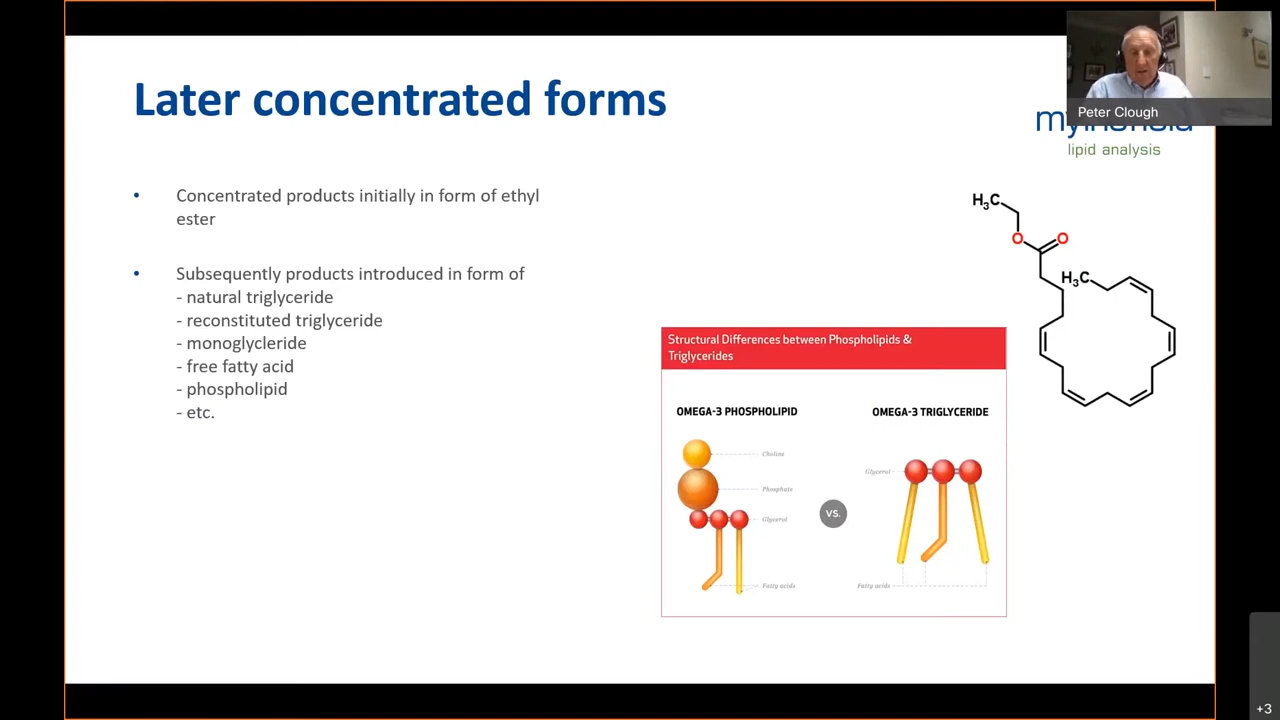 Later concentrated forms
Peter Clough
lipid analysis
• Concentrated products initially in form of ethyl
ester
• Subsequently products introduced in form of
- natural triglyceride
- reconstituted triglyceride
- monoglycleride
- free fatty acid
- phospholipid
- etc.
H3C
O
O
H3C
Structural Differences between Phospholipids &
Triglycerides
OMEGA-3 PHOSPHOLIPID
Choline
Phosphate
Glycerol
Fatty acids
VS.
OMEGA-3 TRIGLYCERIDE
Glycerol
Fatty acids
+3